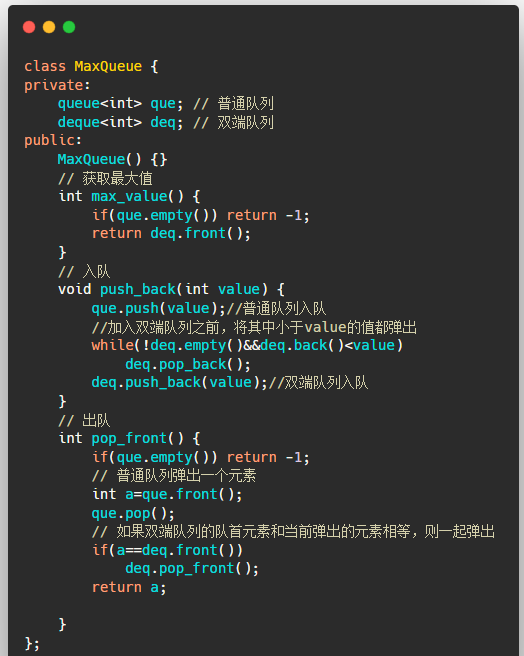 class MaxQueue {
private:
    queue<int> que; // 普通队列
    deque<int> deq; // 双端队列
public:
    MaxQueue() {}
    // 获取最大值
    int max_value() {
        if(que.empty()) return -1;
        return deq.front();
    }
    // 入队
    void push_back(int value) {
        que.push(value);//普通队列入队
        //加入双端队列之前，将其中小于value的值都弹出
        while(!deq.empty()&&deq.back()<value)
            deq.pop_back();
        deq.push_back(value);//双端队列入队
    }
    // 出队
    int pop_front() {
        if(que.empty()) return -1;
        // 普通队列弹出一个元素
        int a=que.front();
        que.pop();
        // 如果双端队列的队首元素和当前弹出的元素相等，则一起弹出
        if(a==deq.front())
            deq.pop_front();
        return a;

    }
};